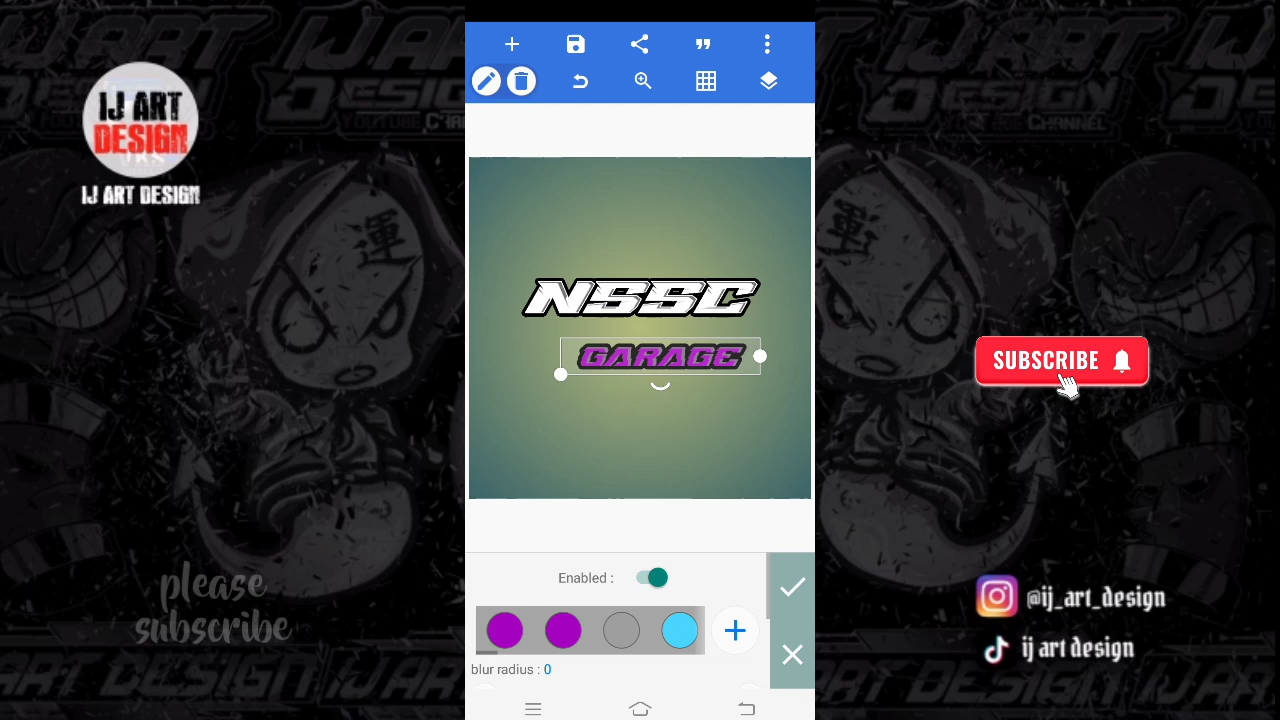 IJ ART
DESIGN
IJ ART DESIGN
please
subscribe
NSSC
GARAGE
Enabled :
blur radius : 0
SUBSCRIBE
@ij_art_design
ij art design
運